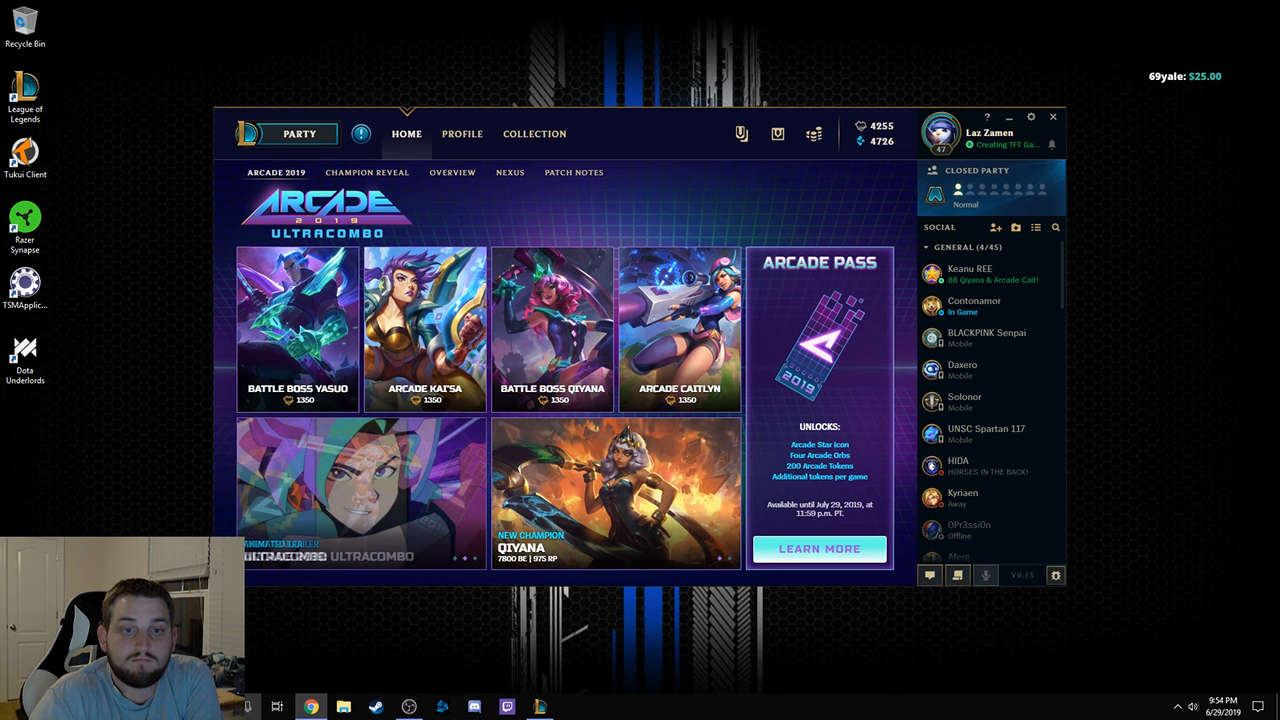 Recycle Bin
League of
Legends
Tukui Client
Razer
Synapse
TSMApplic...
Dota
Underlords
69yale: $25.00
PARTY
HOME
PROFILE
COLLECTION
4255
4726
Laz Zamen
47
Creating TFT Ga...
ARCADE 2019
CHAMPION REVEAL
OVERVIEW
NEXUS
PATCH NOTES
CLOSED PARTY
Normal
ARCADE
2019
ULTRACOMBO
BATTLE BOSS YASUO
1350
ARCADE KAI'SA
1350
BATTLE BOSS QIYANA
1350
ARCADE CAITLYN
1350
ARCADE PASS
2019
UNLOCKS:
Arcade Star Icon
Four Arcade Orbs
200 Arcade Tokens
Additional tokens per game
Available until July 29, 2019, at
11:59 p.m. PT.
LEARN MORE
ANIMATED TRAILER
ULTRACOMBO
NEW CHAMPION
QIYANA
7800 BE | 975 RP
SOCIAL
GENERAL (4/45)
Keanu REE
BB Qiyana & Arcade Cait!
Contonamor
In Game
BLACKPINK Senpai
Mobile
Daxero
Mobile
Solonor
Mobile
UNSC Spartan 117
Mobile
HIDA
HORSES IN THE BACK!
Kyriaen
Away
0Pr3ssi0n
Offline
Aferg
V9.13
9:54 PM
6/29/2019